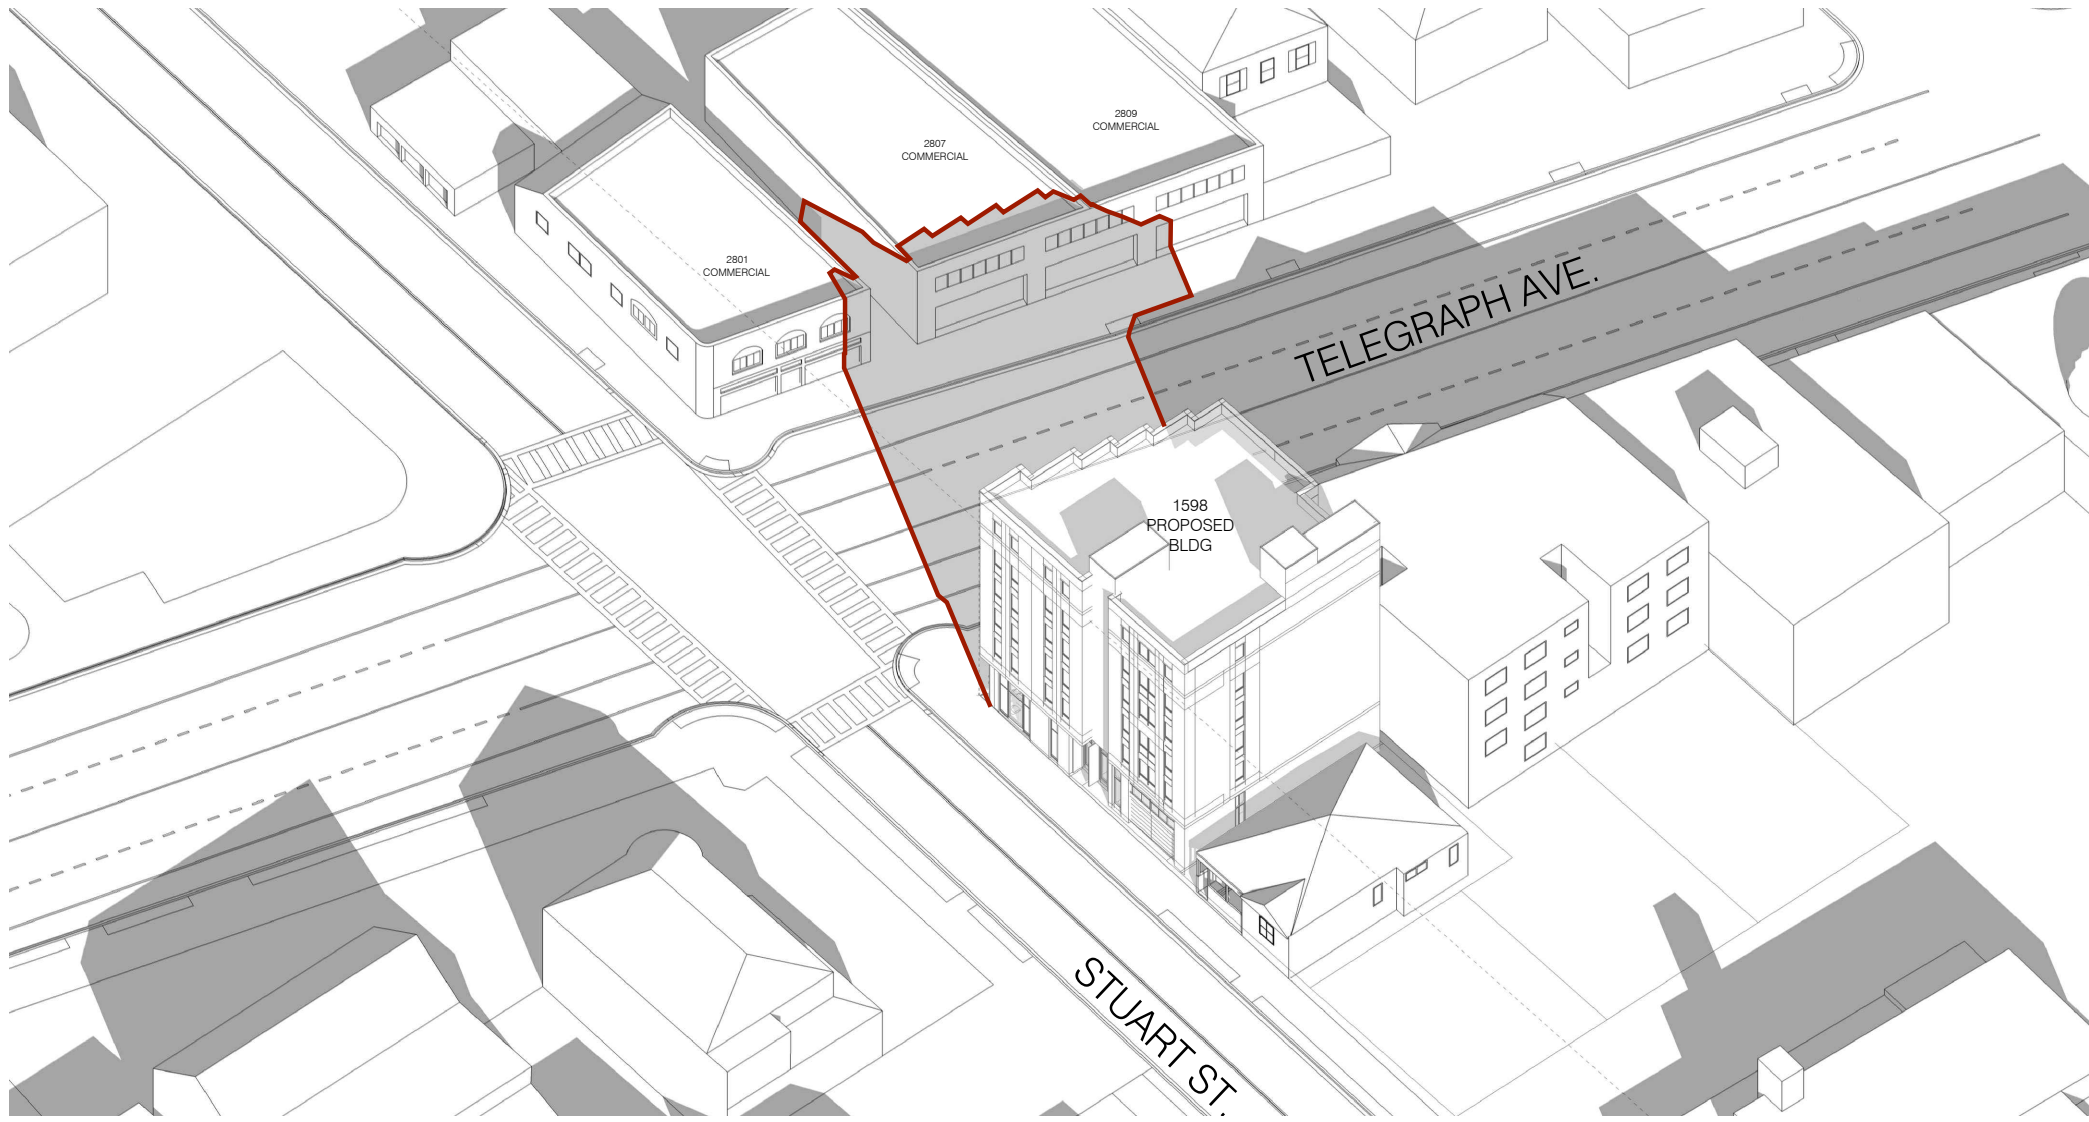 2809
COMMERCIAL
2807
COMMERCIAL
2801
COMMERCIAL
TELEGRAPH AVE.
1598
PROPOSED
BLDG
STUART ST.